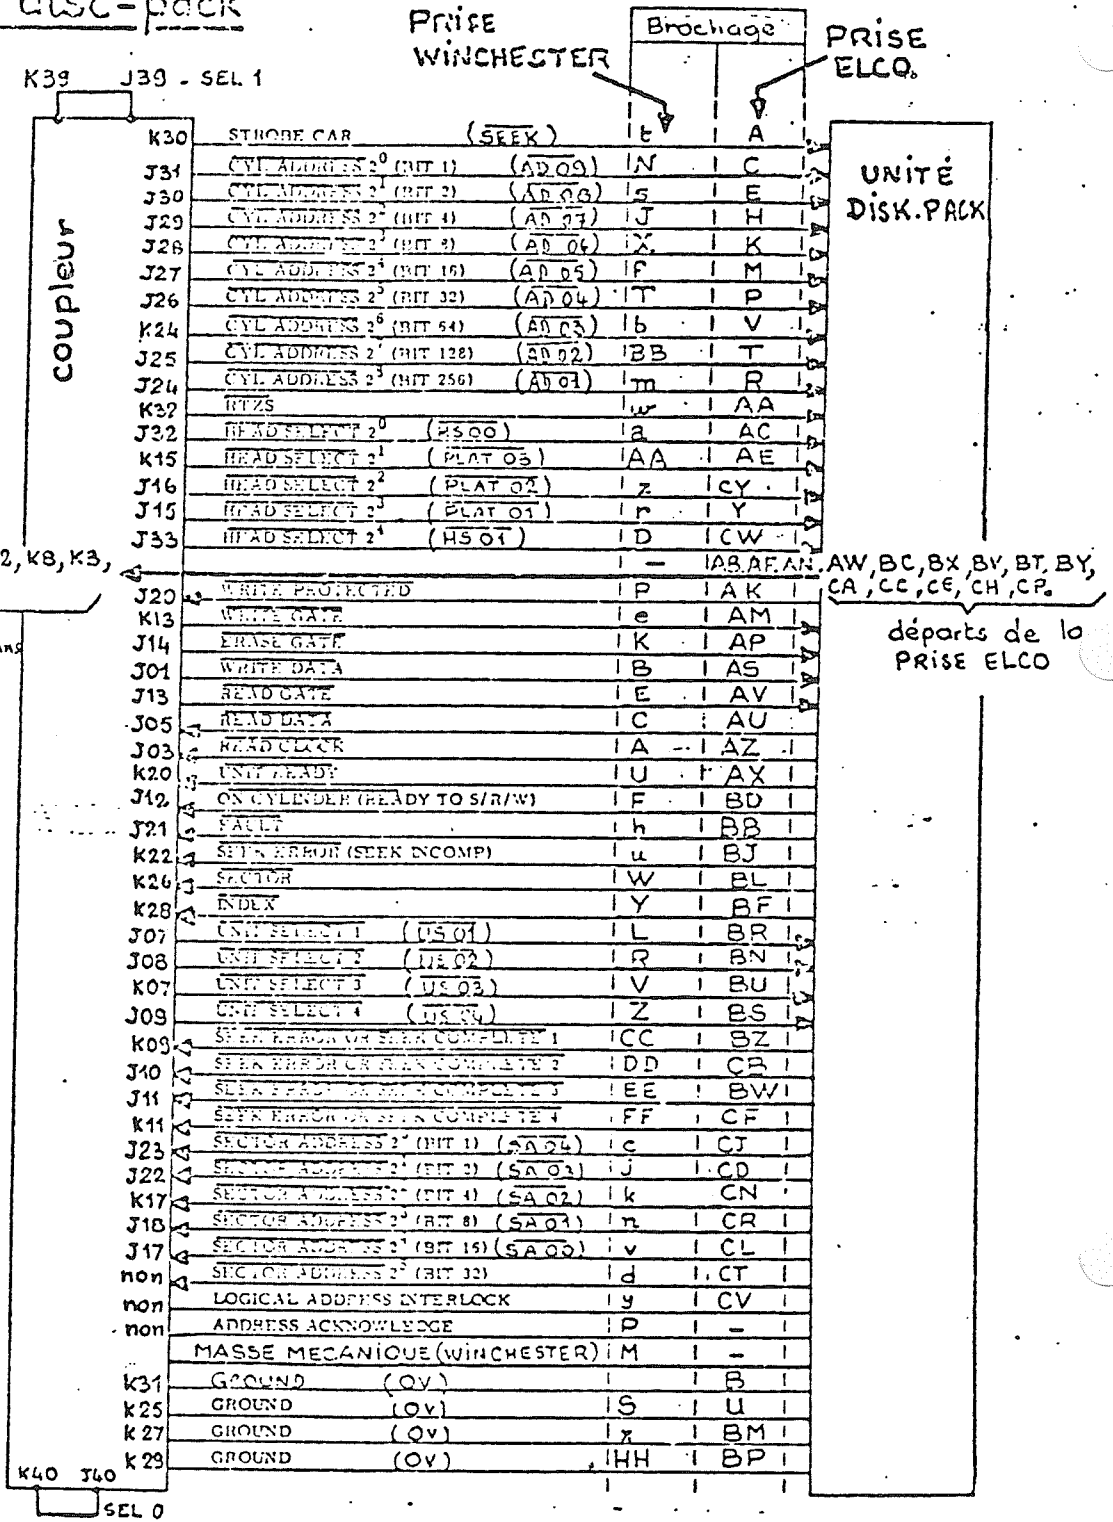 disc-pack
PRISE WINCHESTER
Brochage
PRISE ELCO.
K39 J39 - SEL 1
coupleur
UNITÉ DISK.PACK
K30 STROBE CAR (SEEK) t A
J31 CYL ADDRESS 2⁰ (BIT 1) (AD 09) N C
J30 CYL ADDRESS 2¹ (BIT 2) (AD 08) s E
J29 CYL ADDRESS 2² (BIT 4) (AD 07) J H
J28 CYL ADDRESS 2³ (BIT 8) (AD 06) X K
J27 CYL ADDRESS 2⁴ (BIT 16) (AD 05) F M
J26 CYL ADDRESS 2⁵ (BIT 32) (AD 04) T P
K24 CYL ADDRESS 2⁶ (BIT 64) (AD 03) b V
J25 CYL ADDRESS 2⁷ (BIT 128) (AD 02) BB T
J24 CYL ADDRESS 2⁸ (BIT 256) (AD 01) m R
K32 RTZS w AA
J32 HEAD SELECT 2⁰ (HS 00) a AC
K15 HEAD SELECT 2¹ (PLAT 03) AA AE
J16 HEAD SELECT 2² (PLAT 02) z CY
J15 HEAD SELECT 2³ (PLAT 01) r Y
J33 HEAD SELECT 2⁴ (HS 01) D CW
2, K8, K3, - AB, AF, AN, AW, BC, BX, BV, BT, BY,
CA, CC, CE, CH, CP.
départs de la PRISE ELCO
J20 WRITE PROTECTED P AK
K13 WRITE GATE e AM
J14 ERASE GATE K AP
J01 WRITE DATA B AS
J13 READ GATE E AV
J05 READ DATA C AU
J03 READ CLOCK A AZ
K20 UNIT READY U AX
J12 ON CYLINDER (READY TO S/R/W) F BD
J21 FAULT h BB
K22 SEEK ERROR (SEEK INCOMP) u BJ
K26 SECTOR W BL
K28 INDEX Y BF
J07 UNIT SELECT 1 (US 01) L BR
J08 UNIT SELECT 2 (US 02) R BN
K07 UNIT SELECT 3 (US 03) V BU
J09 UNIT SELECT 4 (US 04) Z BS
K09 SEEK ERROR OR SEEK COMPLETE 1 CC BZ
J10 SEEK ERROR OR SEEK COMPLETE 2 DD CB
J11 SEEK ERROR OR SEEK COMPLETE 3 EE BW
K11 SEEK ERROR OR SEEK COMPLETE 4 FF CF
J23 SECTOR ADDRESS (BIT 1) (SA 04) c CJ
J22 SECTOR ADDRESS (BIT 2) (SA 03) j CD
K17 SECTOR ADDRESS (BIT 4) (SA 02) k CN
J18 SECTOR ADDRESS (BIT 8) (SA 01) n CR
J17 SECTOR ADDRESS (BIT 16) (SA 00) v CL
non SECTOR ADDRESS (BIT 32) d CT
non LOGICAL ADDRESS INTERLOCK y CV
non ADDRESS ACKNOWLEDGE P -
MASSE MECANIQUE (WINCHESTER) M -
K31 GROUND (0V) B
K25 GROUND (0V) S U
K27 GROUND (0V) x BM
K29 GROUND (0V) HH BP
K40 J40
SEL 0